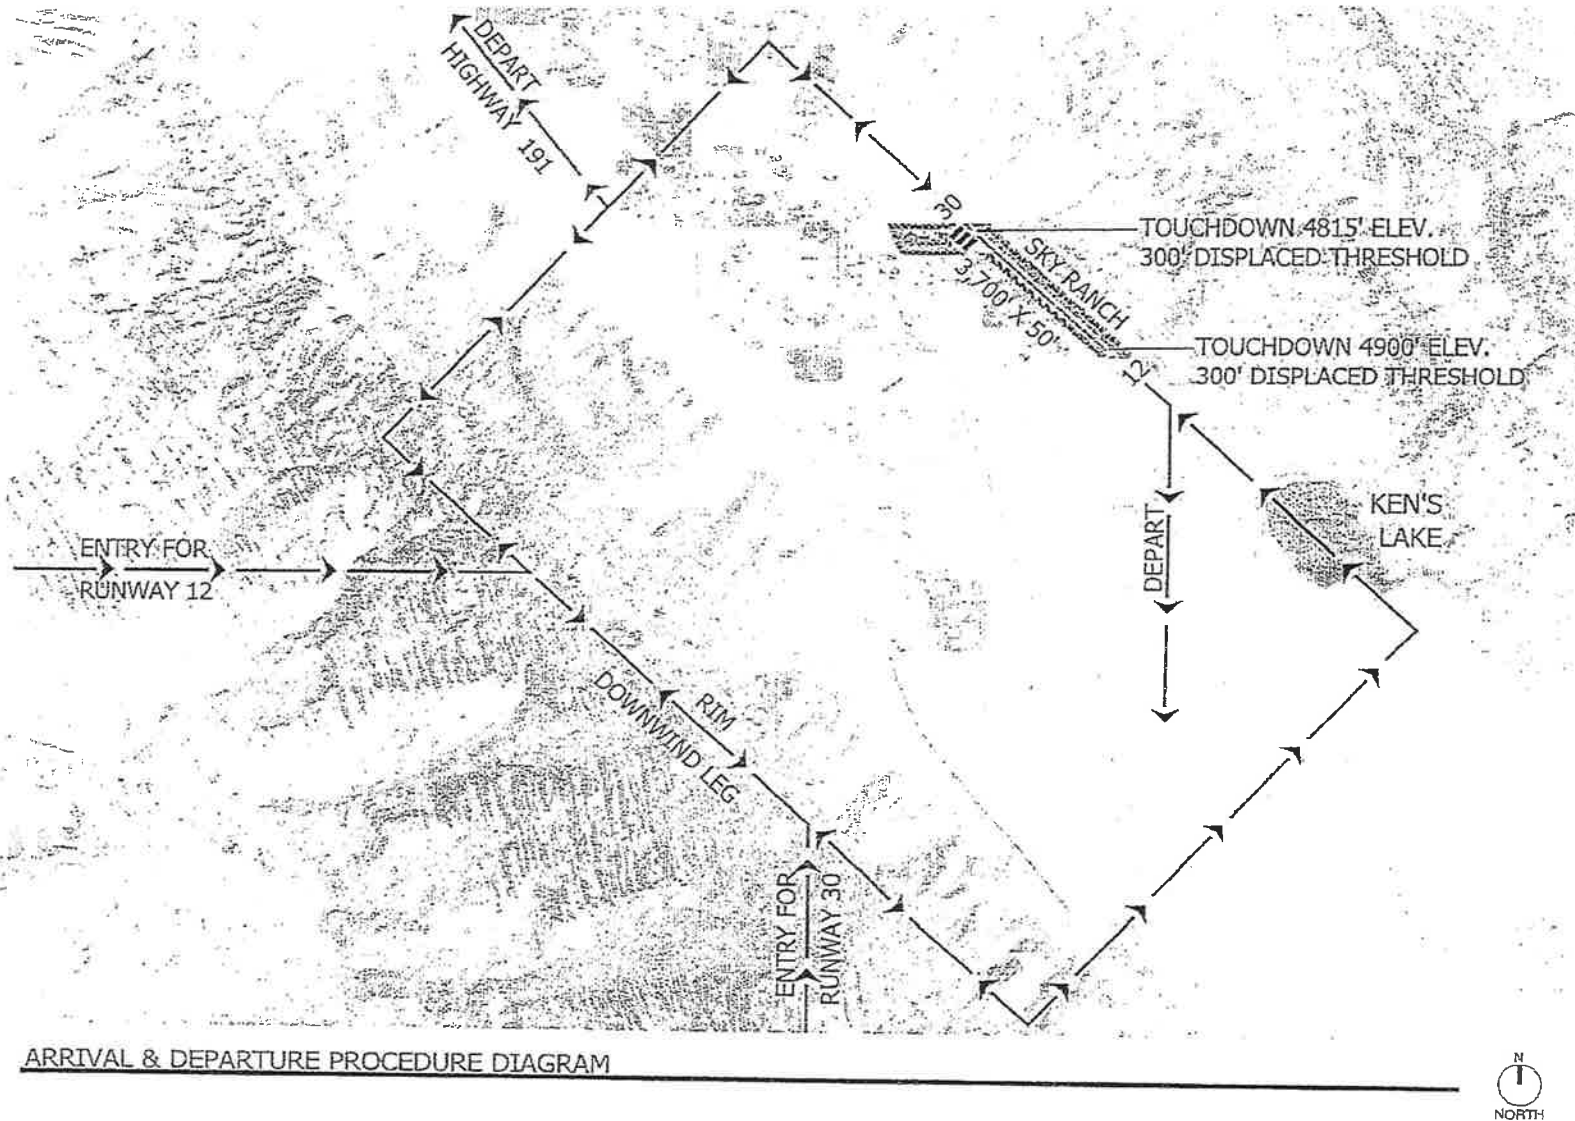 DEPART
HIGHWAY 191
30
TOUCHDOWN 4815' ELEV.
300' DISPLACED THRESHOLD
SKY RANCH
3,700' X 50'
TOUCHDOWN 4900' ELEV.
300' DISPLACED THRESHOLD
12
KEN'S
LAKE
DEPART
ENTRY FOR
RUNWAY 12
RIM
DOWNWIND LEG
ENTRY FOR
RUNWAY 30
ARRIVAL & DEPARTURE PROCEDURE DIAGRAM
N
NORTH